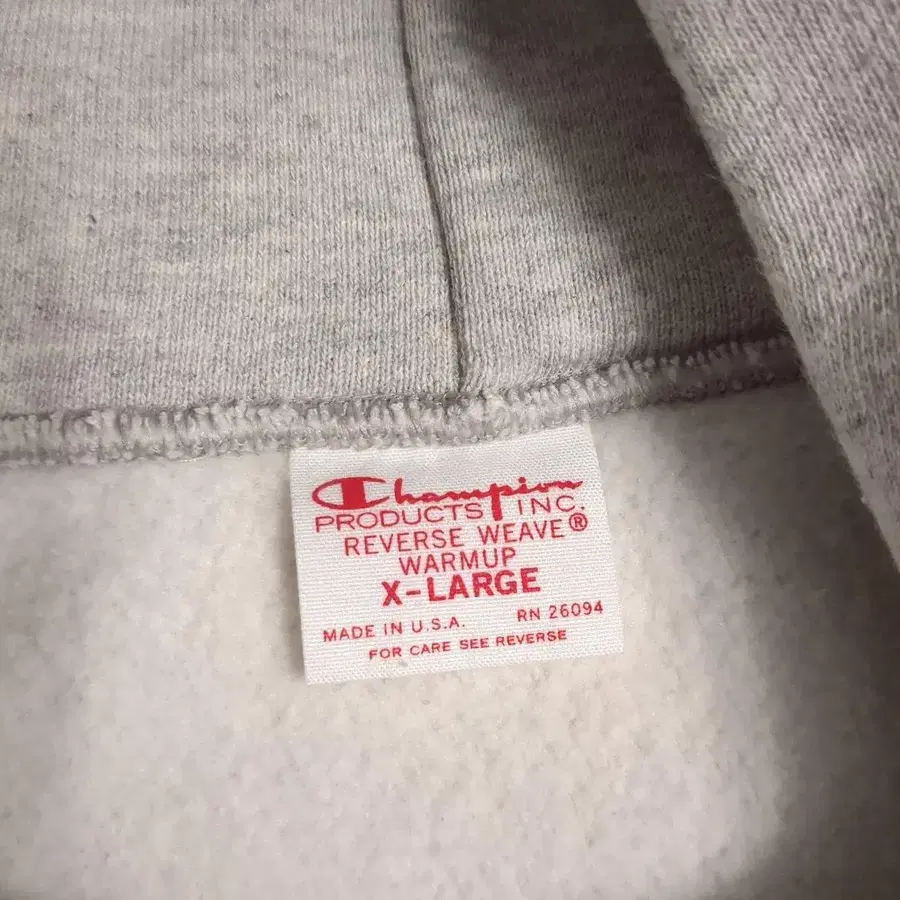 Champion
PRODUCTS INC.
REVERSE WEAVE®
WARMUP
X-LARGE
MADE IN U.S.A. RN 26094
FOR CARE SEE REVERSE